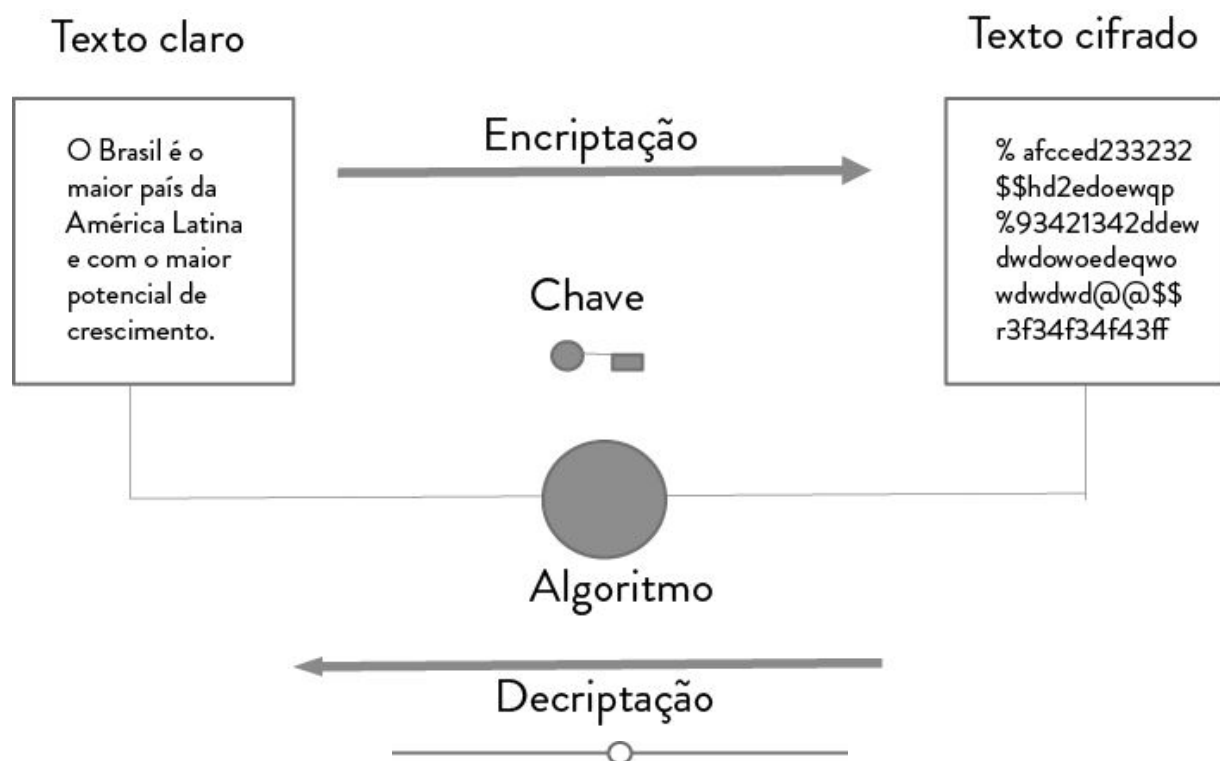 Texto claro
Texto cifrado
O Brasil é o
maior país da
América Latina
e com o maior
potencial de
crescimento.
Encriptação
% afcced233232
$$hd2edoewqp
%93421342ddew
dwdowoedeqwo
wdwdwd@@$$
r3f34f34f43ff
Chave
Algoritmo
Decriptação